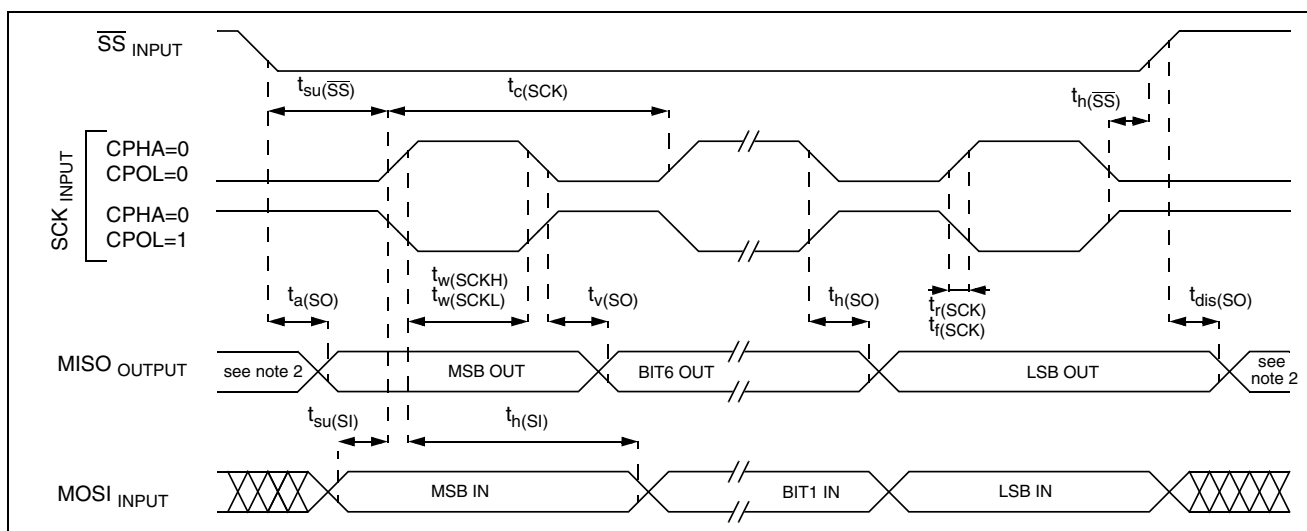 SS INPUT
tsu(SS)
tc(SCK)
th(SS)
SCK INPUT
CPHA=0
CPOL=0
CPHA=0
CPOL=1
ta(SO)
tw(SCKH)
tw(SCKL)
tv(SO)
th(SO)
tr(SCK)
tf(SCK)
tdis(SO)
MISO OUTPUT
see note 2
MSB OUT
BIT6 OUT
LSB OUT
see
note 2
tsu(SI)
th(SI)
MOSI INPUT
MSB IN
BIT1 IN
LSB IN